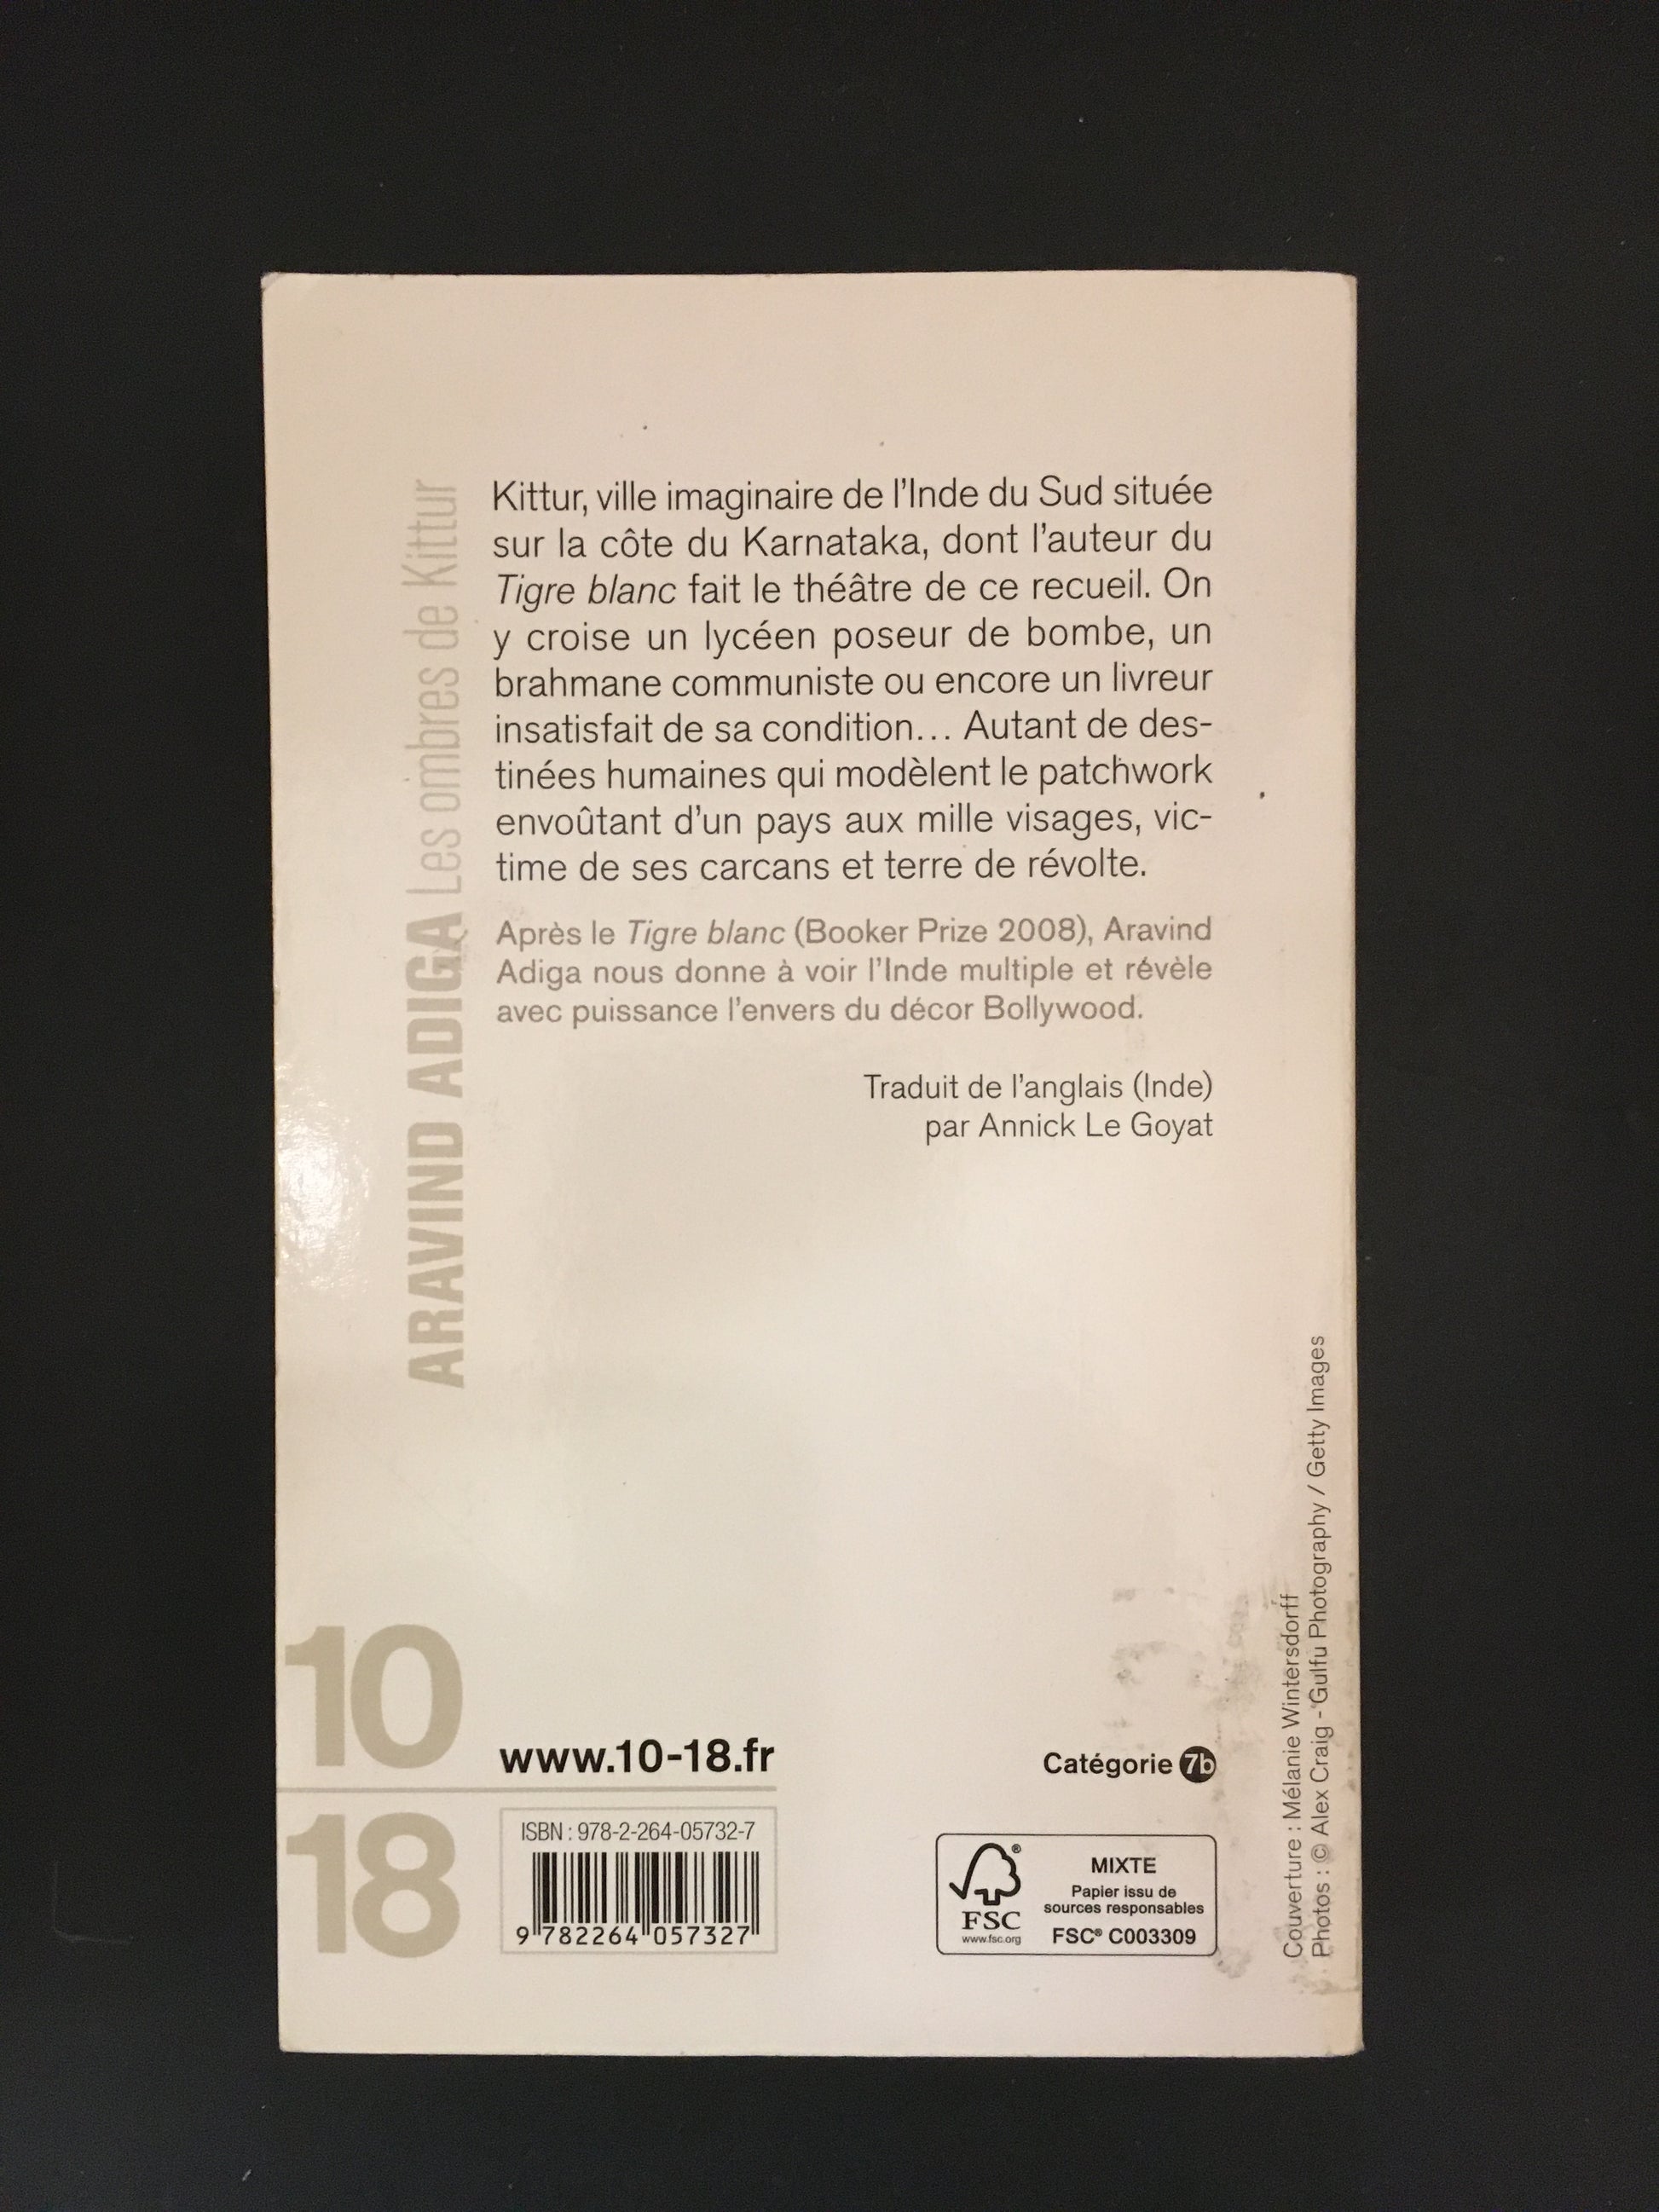 ARAVIND ADIGA Les ombres de Kittur
Kittur, ville imaginaire de l'Inde du Sud située
sur la côte du Karnataka, dont l'auteur du
Tigre blanc fait le théâtre de ce recueil. On
y croise un lycéen poseur de bombe, un
brahmane communiste ou encore un livreur
insatisfait de sa condition... Autant de des-
tinées humaines qui modèlent le patchwork
envoûtant d'un pays aux mille visages, vic-
time de ses carcans et terre de révolte.
Après le Tigre blanc (Booker Prize 2008), Aravind
Adiga nous donne à voir l'Inde multiple et révèle
avec puissance l'envers du décor Bollywood.
Traduit de l'anglais (Inde)
par Annick Le Goyat
10
18
www.10-18.fr
ISBN : 978-2-264-05732-7
9 782264 057327
Catégorie 7b
FSC
www.fsc.org
MIXTE
Papier issu de
sources responsables
FSC® C003309
Couverture : Mélanie Wintersdorff
Photos : © Alex Craig - Gulfu Photography / Getty Images